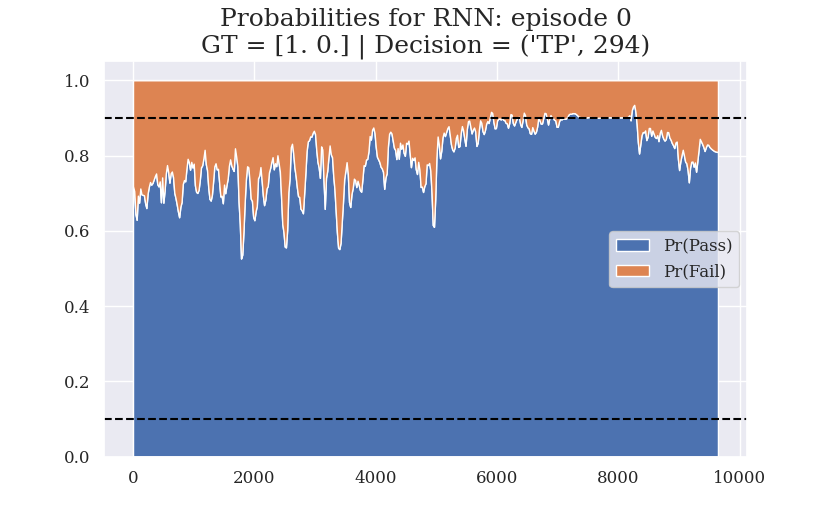 Probabilities for RNN: episode 0
GT = [1. 0.] | Decision = ('TP', 294)
1.0
0.8
0.6
0.4
0.2
0.0
Pr(Pass)
Pr(Fail)
0 2000 4000 6000 8000 10000